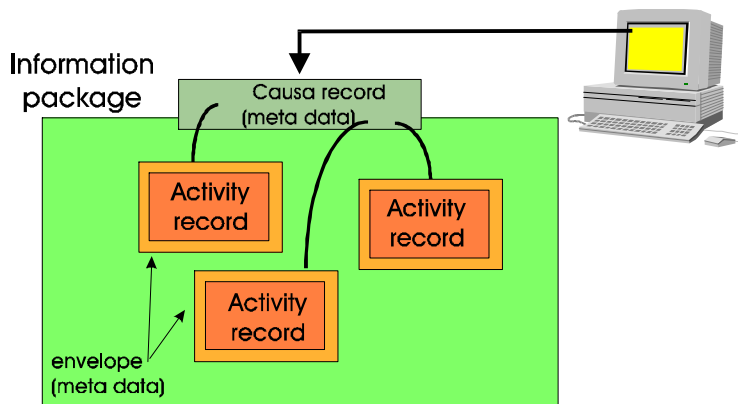 Information
package
Causa record
(meta data)
Activity
record
Activity
record
Activity
record
envelope
(meta data)